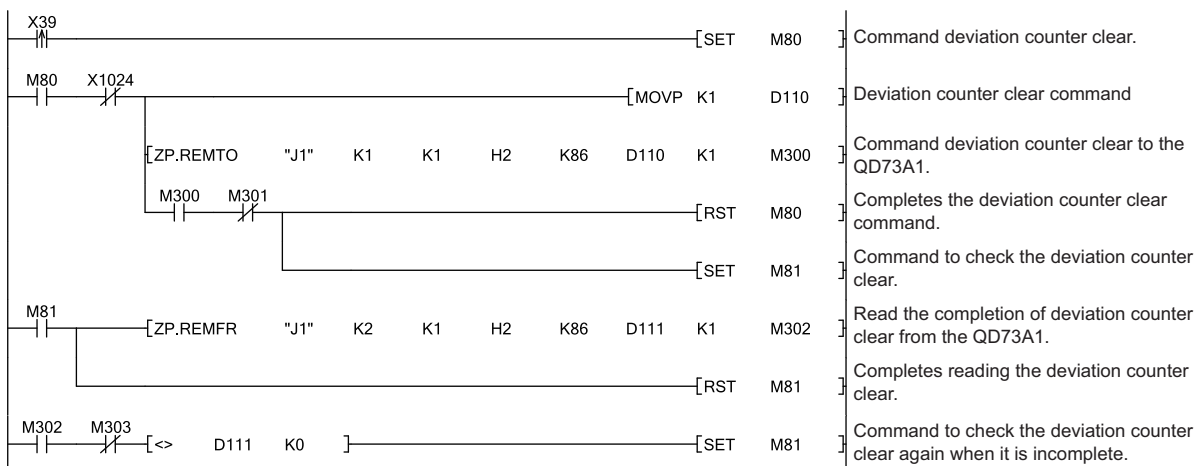 X39
[SET M80 ] Command deviation counter clear.
M80 X1024
[MOVP K1 D110 ] Deviation counter clear command
[ZP.REMTO "J1" K1 K1 H2 K86 D110 K1 M300 ] Command deviation counter clear to the
QD73A1.
M300 M301
[RST M80 ] Completes the deviation counter clear
command.
[SET M81 ] Command to check the deviation counter
clear.
M81
[ZP.REMFR "J1" K2 K1 H2 K86 D111 K1 M302 ] Read the completion of deviation counter
clear from the QD73A1.
[RST M81 ] Completes reading the deviation counter
clear.
M302 M303
[<> D111 K0 ] [SET M81 ] Command to check the deviation counter
clear again when it is incomplete.